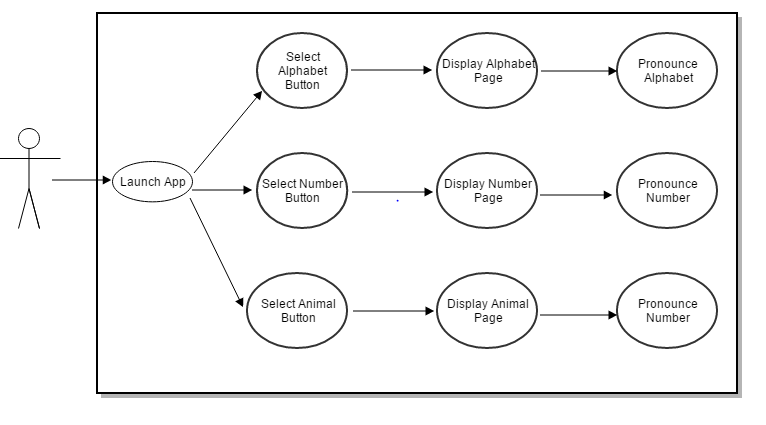 Select
Alphabet
Button
Display Alphabet
Page
Pronounce
Alphabet
Launch App
Select Number
Button
Display Number
Page
Pronounce
Number
Select Animal
Button
Display Animal
Page
Pronounce
Number